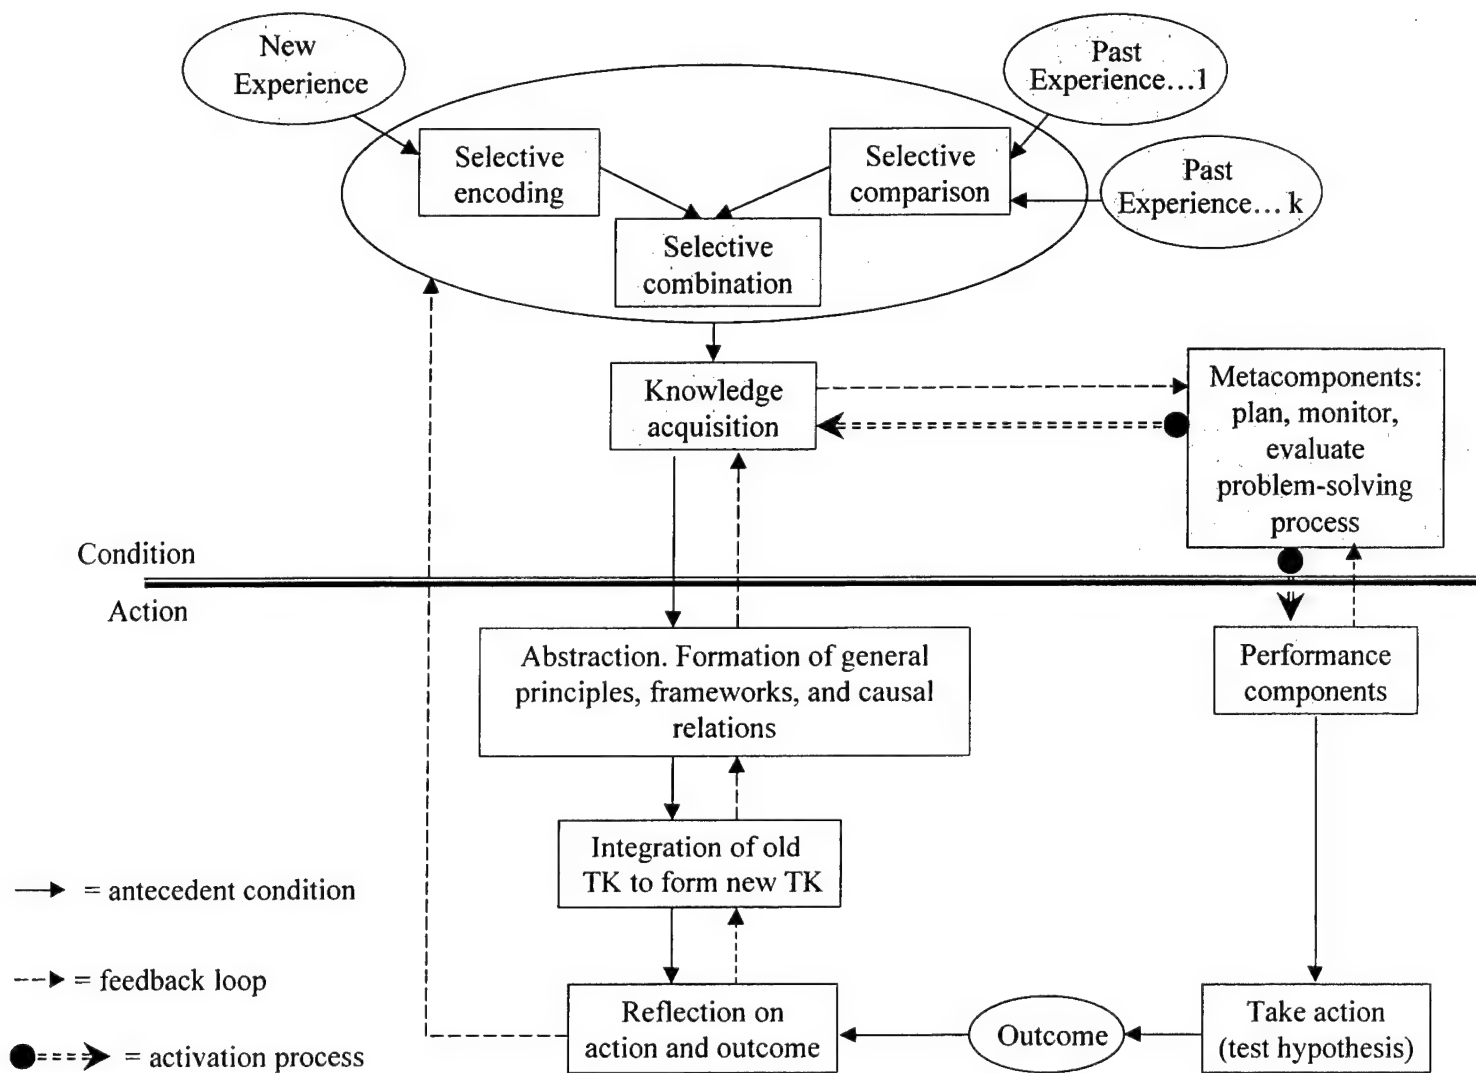 New
Experience
Past
Experience…1
Selective
encoding
Selective
comparison
Past
Experience… k
Selective
combination
Knowledge
acquisition
Metacomponents:
plan, monitor,
evaluate
problem-solving
process
Condition
Action
Abstraction. Formation of general
principles, frameworks, and causal
relations
Performance
components
Integration of old
TK to form new TK
= antecedent condition
= feedback loop
= activation process
Reflection on
action and outcome
Outcome
Take action
(test hypothesis)